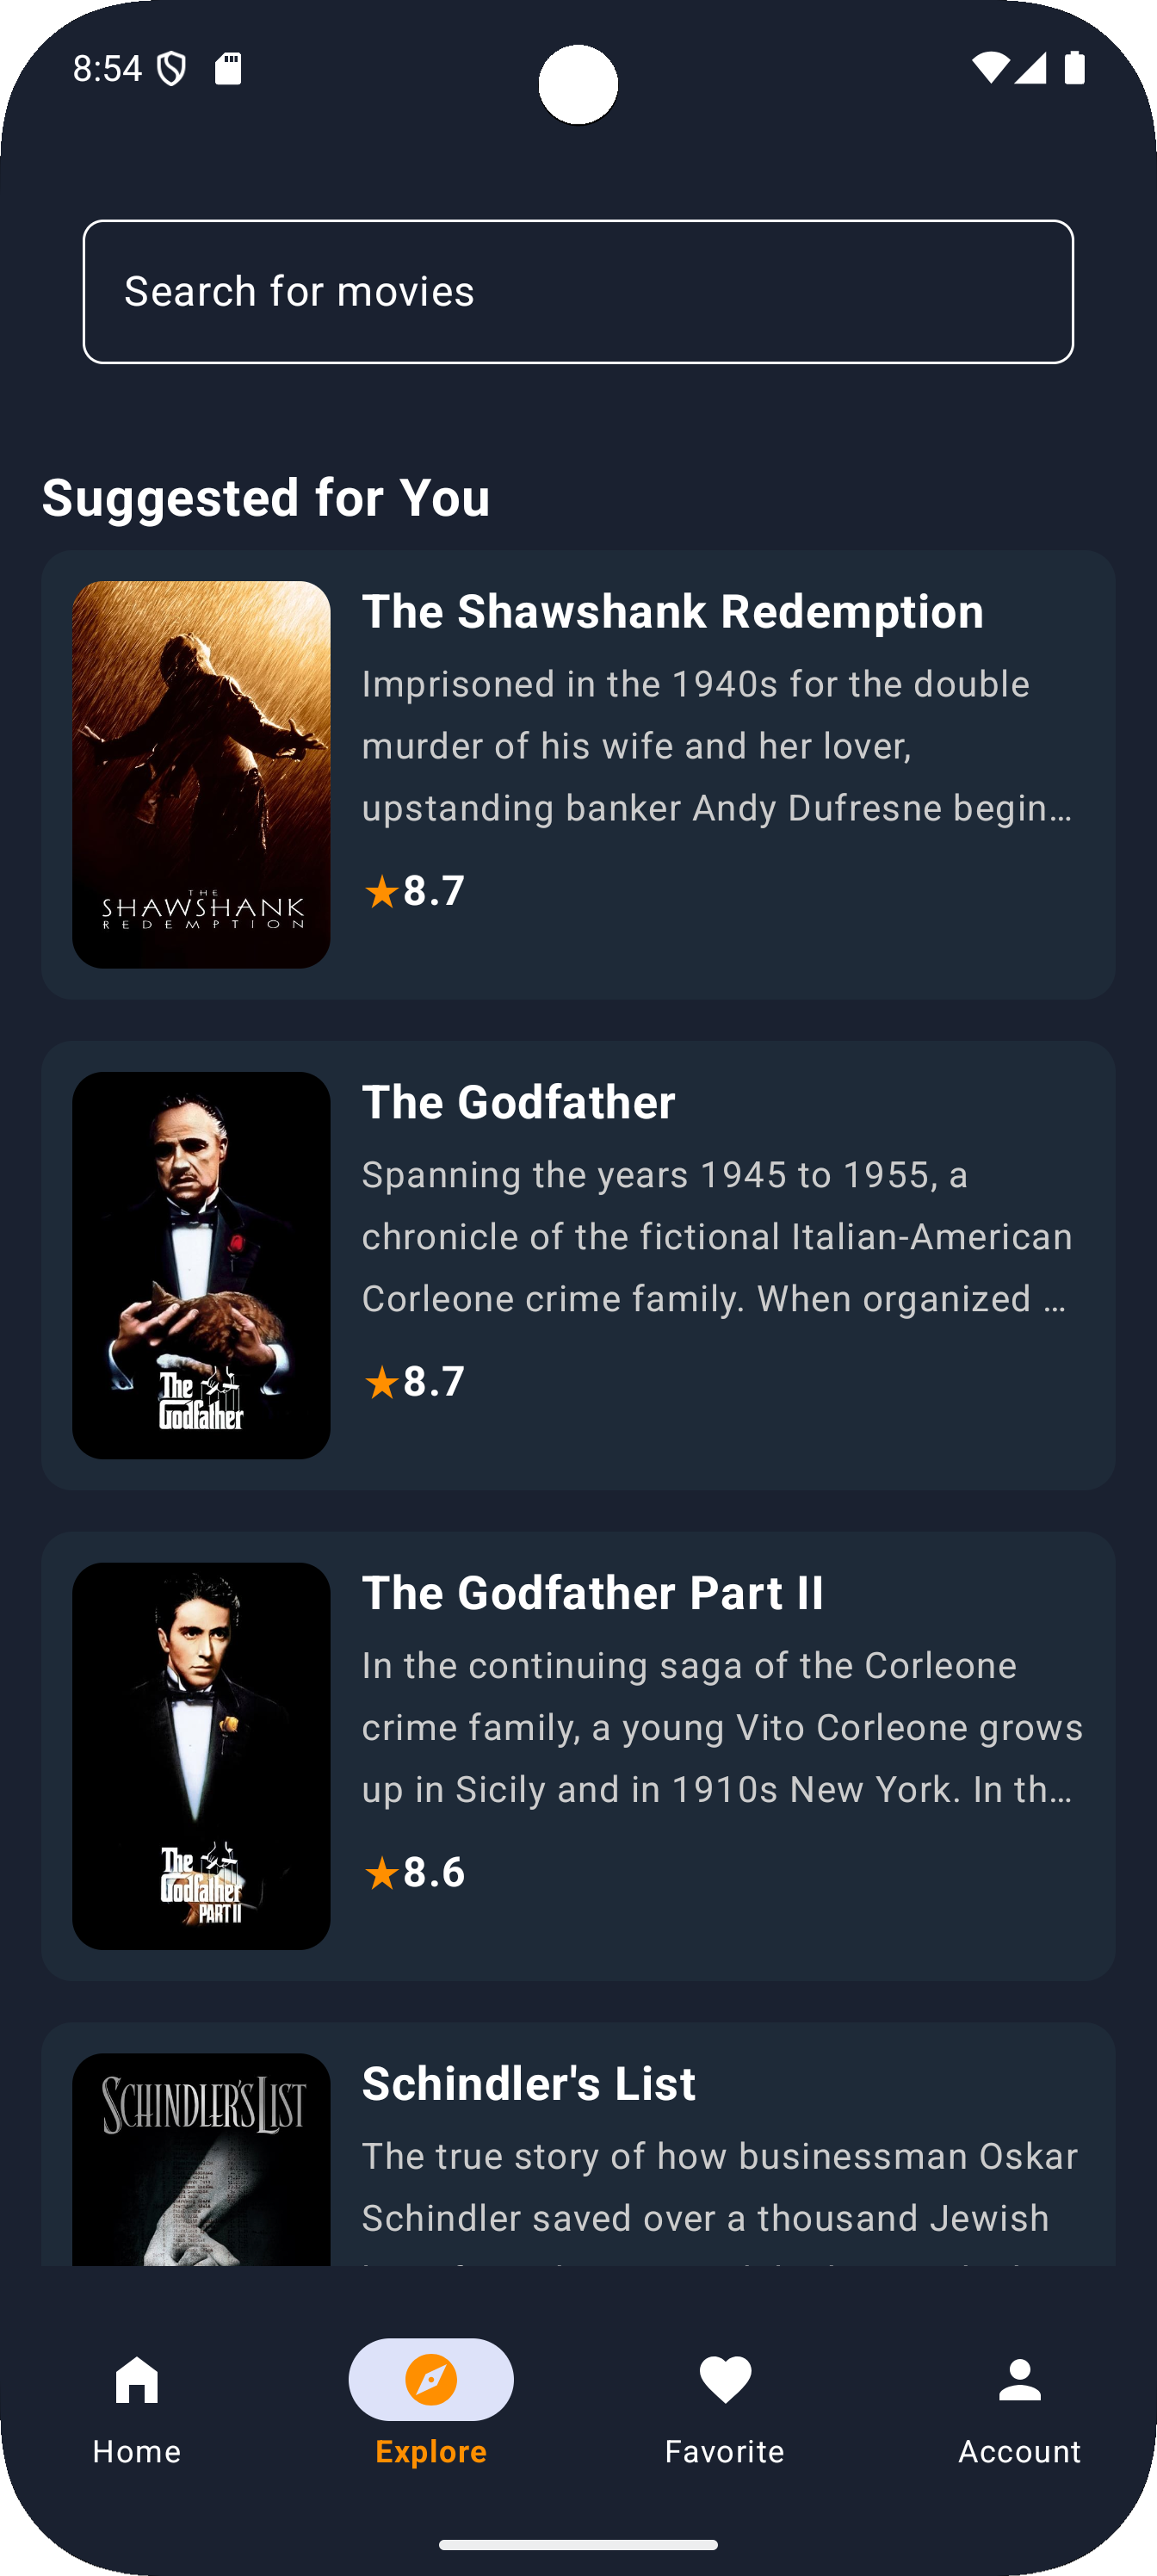 8:54
Search for movies
Suggested for You
THE
SHAWSHANK
REDEMPTION
The Shawshank Redemption
Imprisoned in the 1940s for the double
murder of his wife and her lover,
upstanding banker Andy Dufresne begin...
★8.7
The
Godfather
The Godfather
Spanning the years 1945 to 1955, a
chronicle of the fictional Italian-American
Corleone crime family. When organized ...
★8.7
The
Godfather
PART II
The Godfather Part II
In the continuing saga of the Corleone
crime family, a young Vito Corleone grows
up in Sicily and in 1910s New York. In th...
★8.6
SCHINDLER'S LIST
Schindler's List
The true story of how businessman Oskar
Schindler saved over a thousand Jewish
Home
Explore
Favorite
Account